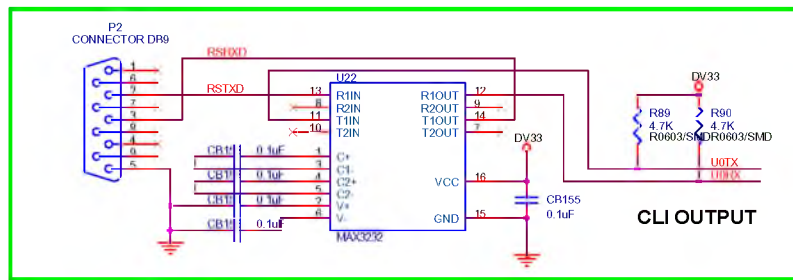 P2
CONNECTOR DB9
1
6
2
7
3
8
4
9
5
RSRXD
RSTXD
U22
13 R1IN R1OUT 12
8 R2IN R2OUT 9
11 T1IN T1OUT 14
10 T2IN T2OUT 7
0.1uF 1 C+
3 C1-
0.1uF 4 C2+
5 C2-
0.1uF 2 V+
6 V-
0.1uF
VCC 16
GND 15
MAX3232
DV33
CB155
0.1uF
DV33
R89
4.7K
R0603/SMD
R90
4.7K
R0603/SMD
U0TX
U0RX
CLI OUTPUT